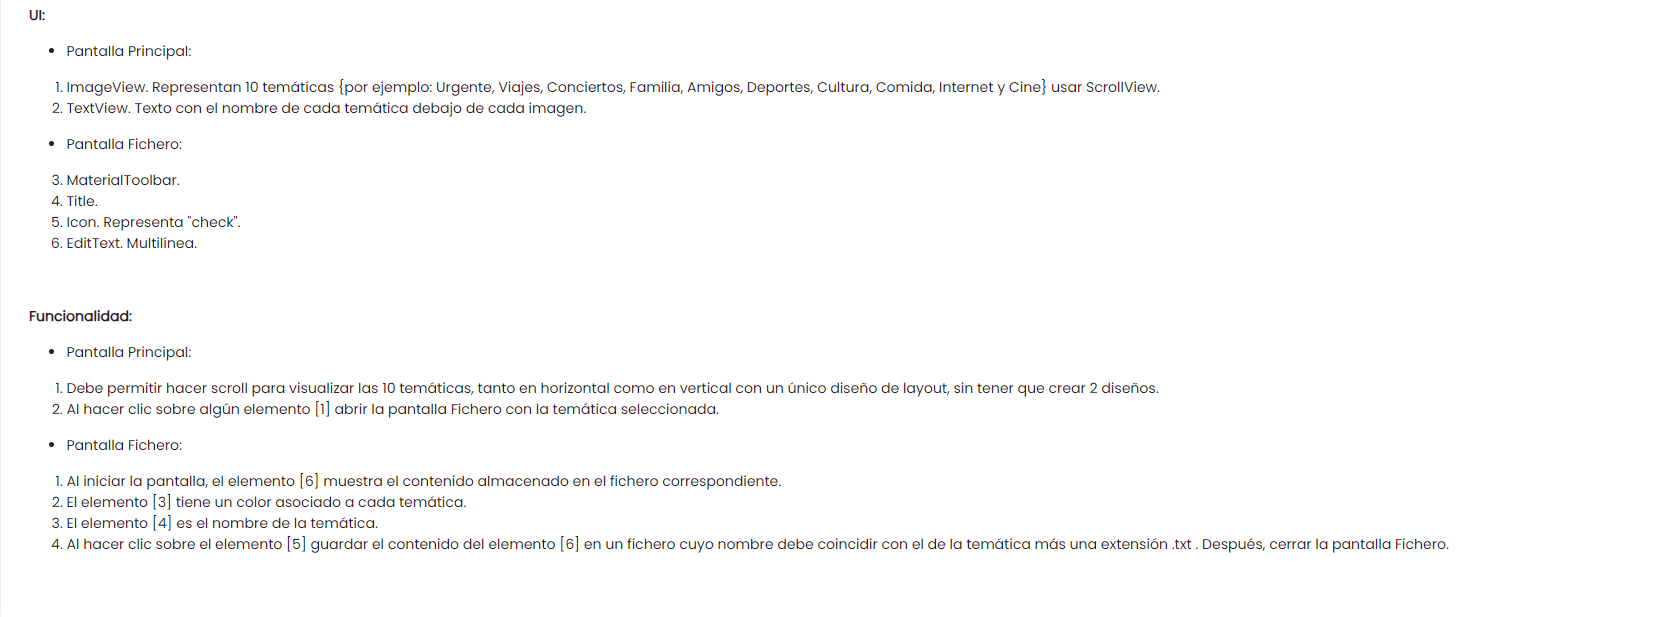 UI:
• Pantalla Principal:
1. ImageView. Representan 10 temáticas {por ejemplo: Urgente, Viajes, Conciertos, Familia, Amigos, Deportes, Cultura, Comida, Internet y Cine} usar ScrollView.
2. TextView. Texto con el nombre de cada temática debajo de cada imagen.
• Pantalla Fichero:
3. MaterialToolbar.
4. Title.
5. Icon. Representa "check".
6. EditText. Multilínea.
Funcionalidad:
• Pantalla Principal:
1. Debe permitir hacer scroll para visualizar las 10 temáticas, tanto en horizontal como en vertical con un único diseño de layout, sin tener que crear 2 diseños.
2. Al hacer clic sobre algún elemento [1] abrir la pantalla Fichero con la temática seleccionada.
• Pantalla Fichero:
1. Al iniciar la pantalla, el elemento [6] muestra el contenido almacenado en el fichero correspondiente.
2. El elemento [3] tiene un color asociado a cada temática.
3. El elemento [4] es el nombre de la temática.
4. Al hacer clic sobre el elemento [5] guardar el contenido del elemento [6] en un fichero cuyo nombre debe coincidir con el de la temática más una extensión .txt . Después, cerrar la pantalla Fichero.